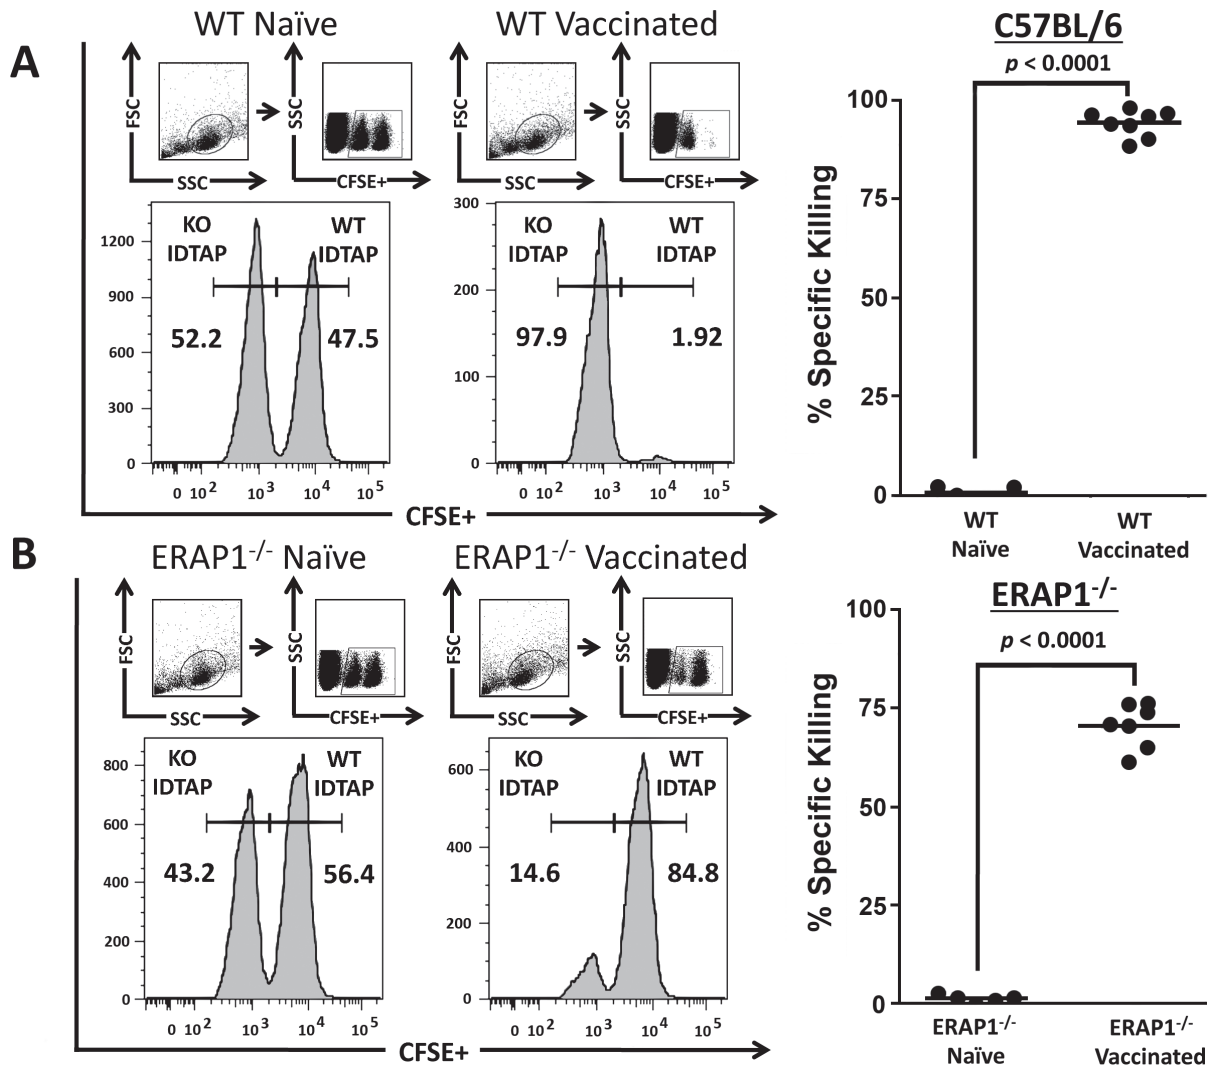 A
WT Naïve
WT Vaccinated
FSC
SSC
SSC
CFSE+
FSC
SSC
SSC
CFSE+
KO
IDTAP
WT
IDTAP
52.2
47.5
1200
900
600
300
0
0 10² 10³ 10⁴ 10⁵
KO
IDTAP
WT
IDTAP
97.9
1.92
300
200
100
0
0 10² 10³ 10⁴ 10⁵
CFSE+
C57BL/6
p < 0.0001
% Specific Killing
100
75
50
25
0
WT
Naïve
WT
Vaccinated
B
ERAP1-/- Naïve
ERAP1-/- Vaccinated
FSC
SSC
SSC
CFSE+
FSC
SSC
SSC
CFSE+
KO
IDTAP
WT
IDTAP
43.2
56.4
800
600
400
200
0
0 10² 10³ 10⁴ 10⁵
KO
IDTAP
WT
IDTAP
14.6
84.8
600
400
200
0
0 10² 10³ 10⁴ 10⁵
CFSE+
ERAP1-/-
p < 0.0001
% Specific Killing
100
75
50
25
0
ERAP1-/-
Naïve
ERAP1-/-
Vaccinated